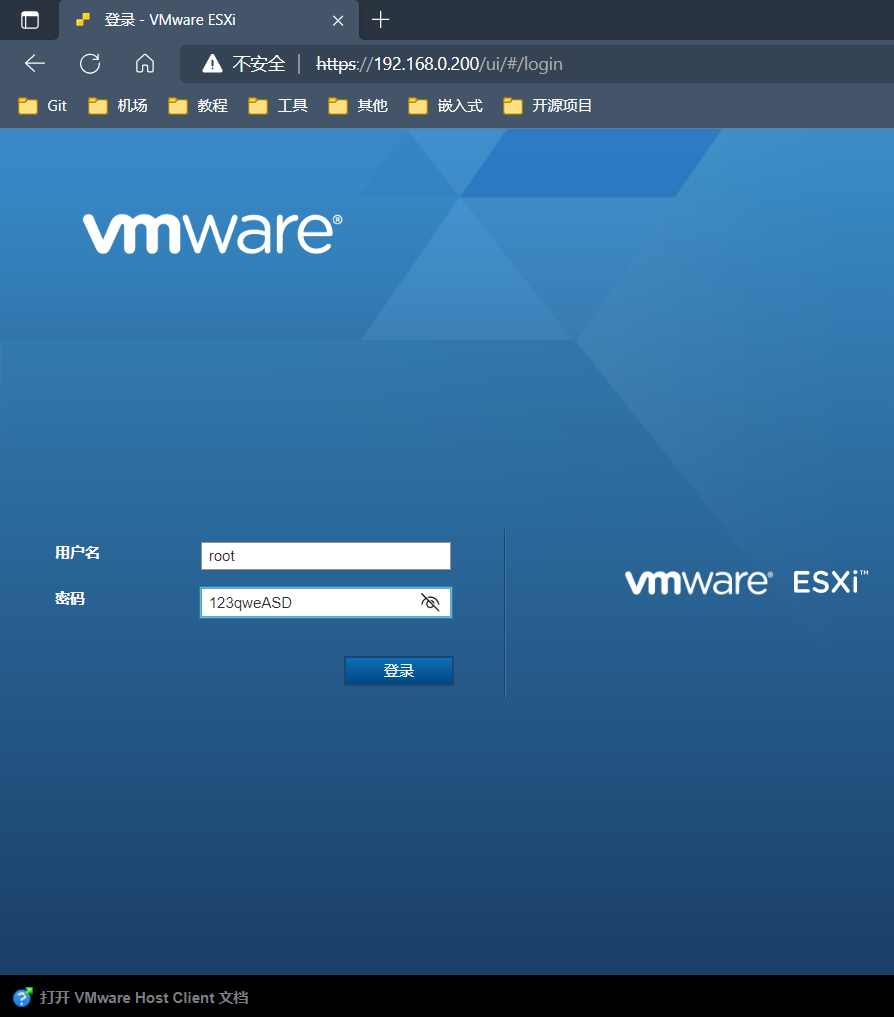 登录 - VMware ESXi
不安全 | https://192.168.0.200/ui/#/login
Git 机场 教程 工具 其他 嵌入式 开源项目
vmware®
用户名 root
密码 123qweASD
vmware® ESXi™
登录
打开 VMware Host Client 文档